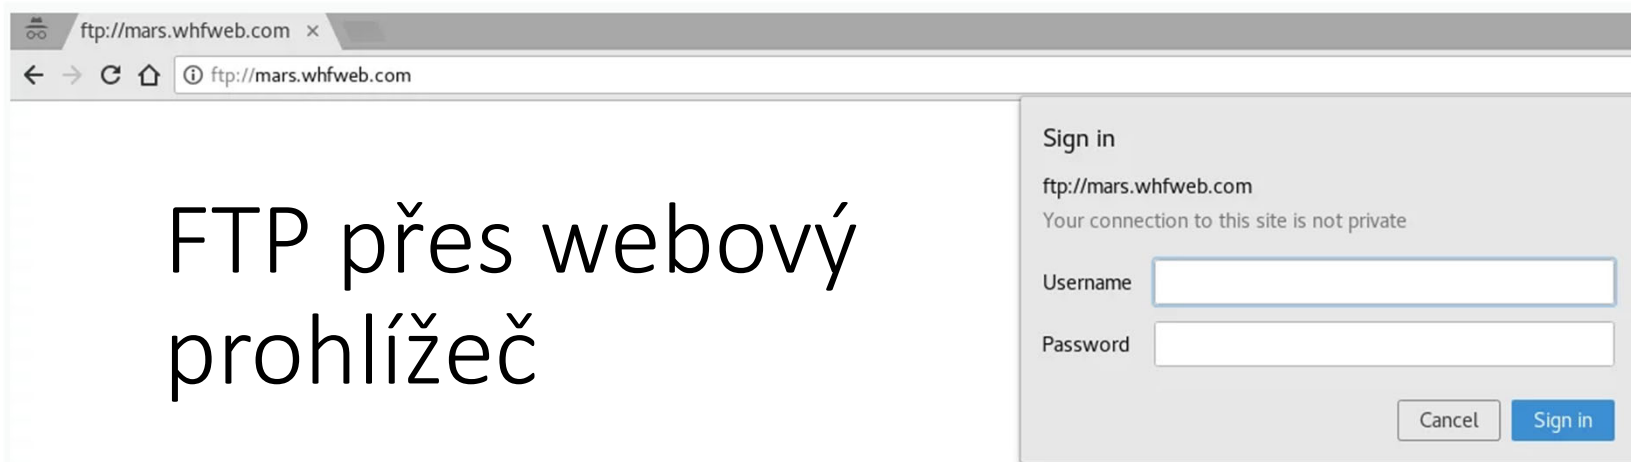 ftp://mars.whfweb.com ×
ftp://mars.whfweb.com
FTP přes webový
prohlížeč
Sign in
ftp://mars.whfweb.com
Your connection to this site is not private
Username
Password
Cancel
Sign in